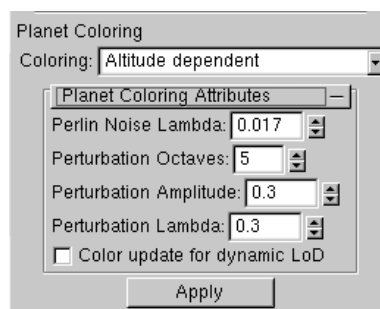 Planet Coloring
Coloring: Altitude dependent
Planet Coloring Attributes
Perlin Noise Lambda: 0.017
Perturbation Octaves: 5
Perturbation Amplitude: 0.3
Perturbation Lambda: 0.3
Color update for dynamic LoD
Apply